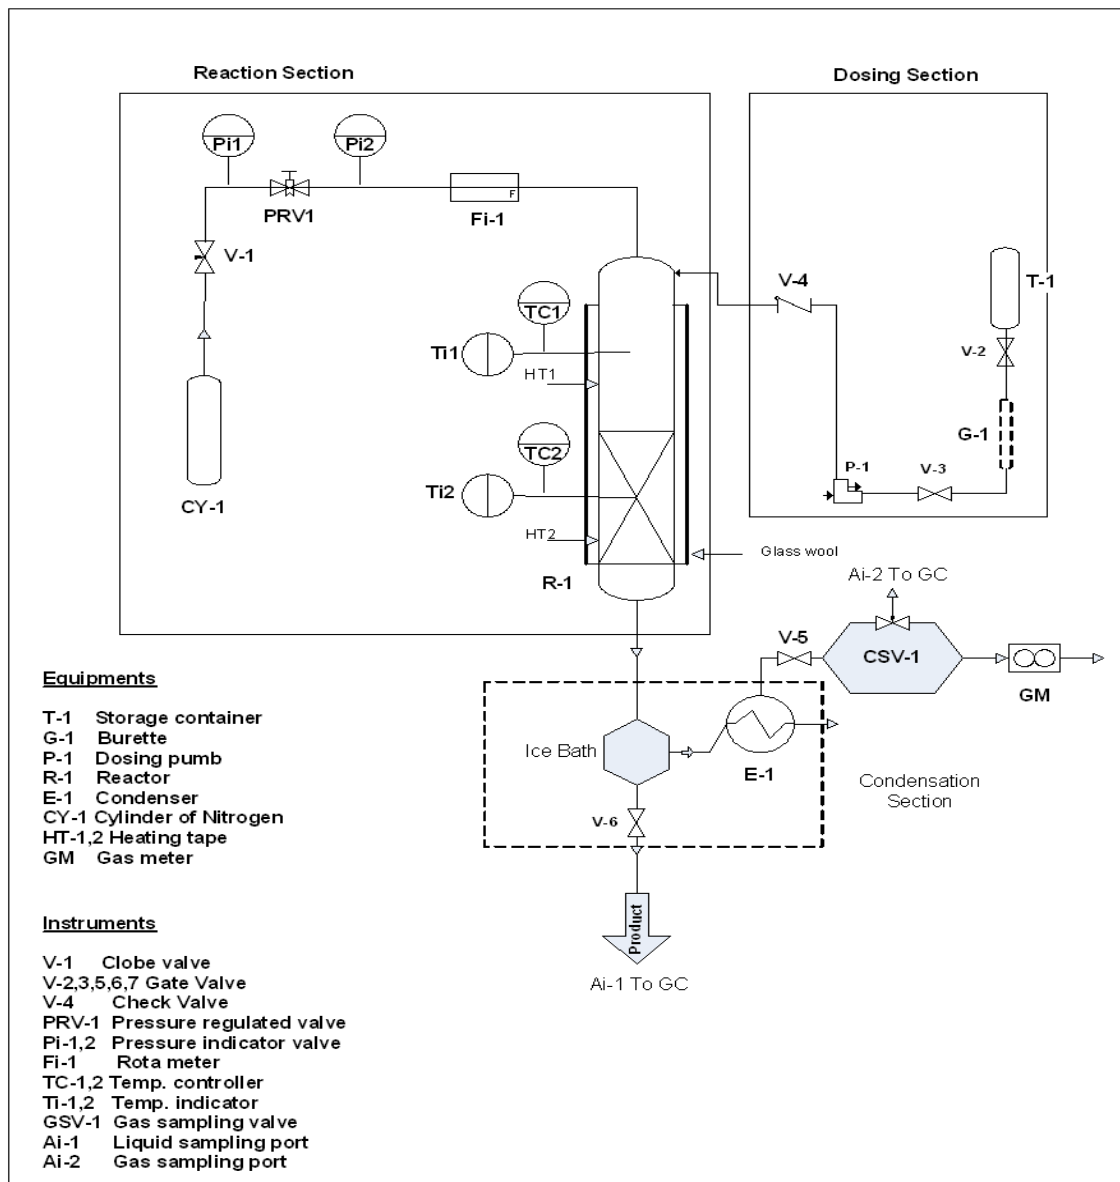 Reaction Section
Dosing Section
Pi1
Pi2
PRV1
Fi-1
V-1
V-4
T-1
TC1
Ti1
V-2
HT1
G-1
TC2
P-1
V-3
Ti2
CY-1
HT2
Glass wool
R-1
Ai-2 To GC
V-5
CSV-1
GM
Ice Bath
E-1
Condensation
Section
V-6
Product
Ai-1 To GC
Equipments
T-1 Storage container
G-1 Burette
P-1 Dosing pumb
R-1 Reactor
E-1 Condenser
CY-1 Cylinder of Nitrogen
HT-1,2 Heating tape
GM Gas meter
Instruments
V-1 Clobe valve
V-2,3,5,6,7 Gate Valve
V-4 Check Valve
PRV-1 Pressure regulated valve
Pi-1,2 Pressure indicator valve
Fi-1 Rota meter
TC-1,2 Temp. controller
Ti-1,2 Temp. indicator
GSV-1 Gas sampling valve
Ai-1 Liquid sampling port
Ai-2 Gas sampling port
F